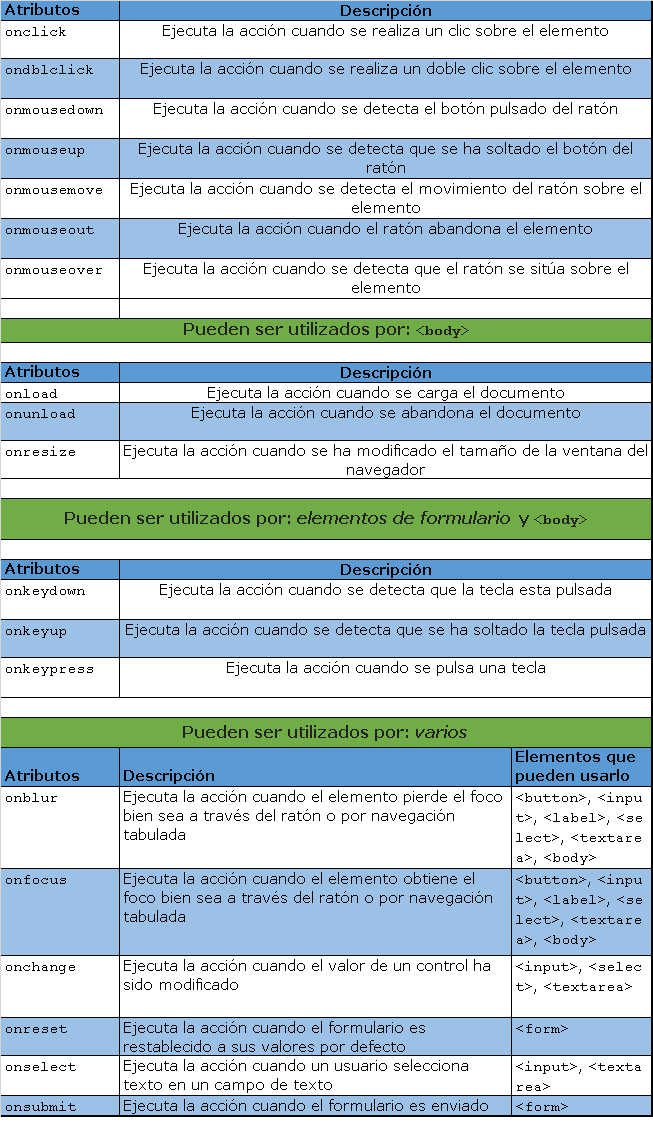 Atributos Descripción
onclick Ejecuta la acción cuando se realiza un clic sobre el elemento
ondblclick Ejecuta la acción cuando se realiza un doble clic sobre el elemento
onmousedown Ejecuta la acción cuando se detecta el botón pulsado del ratón
onmouseup Ejecuta la acción cuando se detecta que se ha soltado el botón del
ratón
onmousemove Ejecuta la acción cuando se detecta el movimiento del ratón sobre el
elemento
onmouseout Ejecuta la acción cuando el ratón abandona el elemento
onmouseover Ejecuta la acción cuando se detecta que el ratón se sitúa sobre el
elemento
Pueden ser utilizados por: <body>
Atributos Descripción
onload Ejecuta la acción cuando se carga el documento
onunload Ejecuta la acción cuando se abandona el documento
onresize Ejecuta la acción cuando se ha modificado el tamaño de la ventana del
navegador
Pueden ser utilizados por: elementos de formulario y <body>
Atributos Descripción
onkeydown Ejecuta la acción cuando se detecta que la tecla esta pulsada
onkeyup Ejecuta la acción cuando se detecta que se ha soltado la tecla pulsada
onkeypress Ejecuta la acción cuando se pulsa una tecla
Pueden ser utilizados por: varios
Atributos Descripción Elementos que
pueden usarlo
onblur Ejecuta la acción cuando el elemento pierde el foco
bien sea a través del ratón o por navegación
tabulada
<button>, <inpu
t>, <label>, <se
lect>, <textare
a>, <body>
onfocus Ejecuta la acción cuando el elemento obtiene el
foco bien sea a través del ratón o por navegación
tabulada
<button>, <inpu
t>, <label>, <se
lect>, <textare
a>, <body>
onchange Ejecuta la acción cuando el valor de un control ha
sido modificado
<input>, <selec
t>, <textarea>
onreset Ejecuta la acción cuando el formulario es
restablecido a sus valores por defecto
<form>
onselect Ejecuta la acción cuando un usuario selecciona
texto en un campo de texto
<input>, <texta
rea>
onsubmit Ejecuta la acción cuando el formulario es enviado <form>